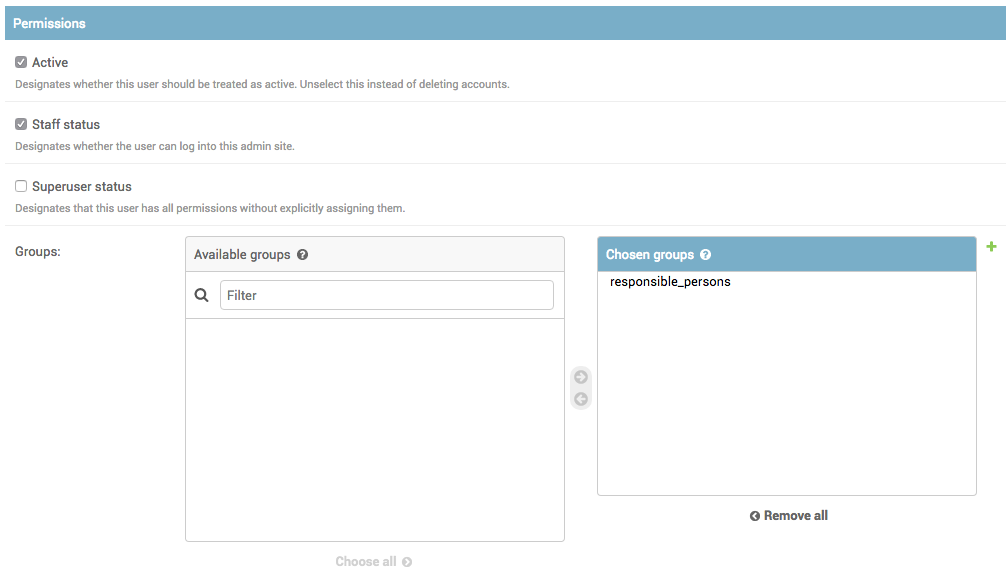 Permissions
Active
Designates whether this user should be treated as active. Unselect this instead of deleting accounts.
Staff status
Designates whether the user can log into this admin site.
Superuser status
Designates that this user has all permissions without explicitly assigning them.
Groups:
Available groups ?
Filter
Choose all
Chosen groups ?
responsible_persons
Remove all